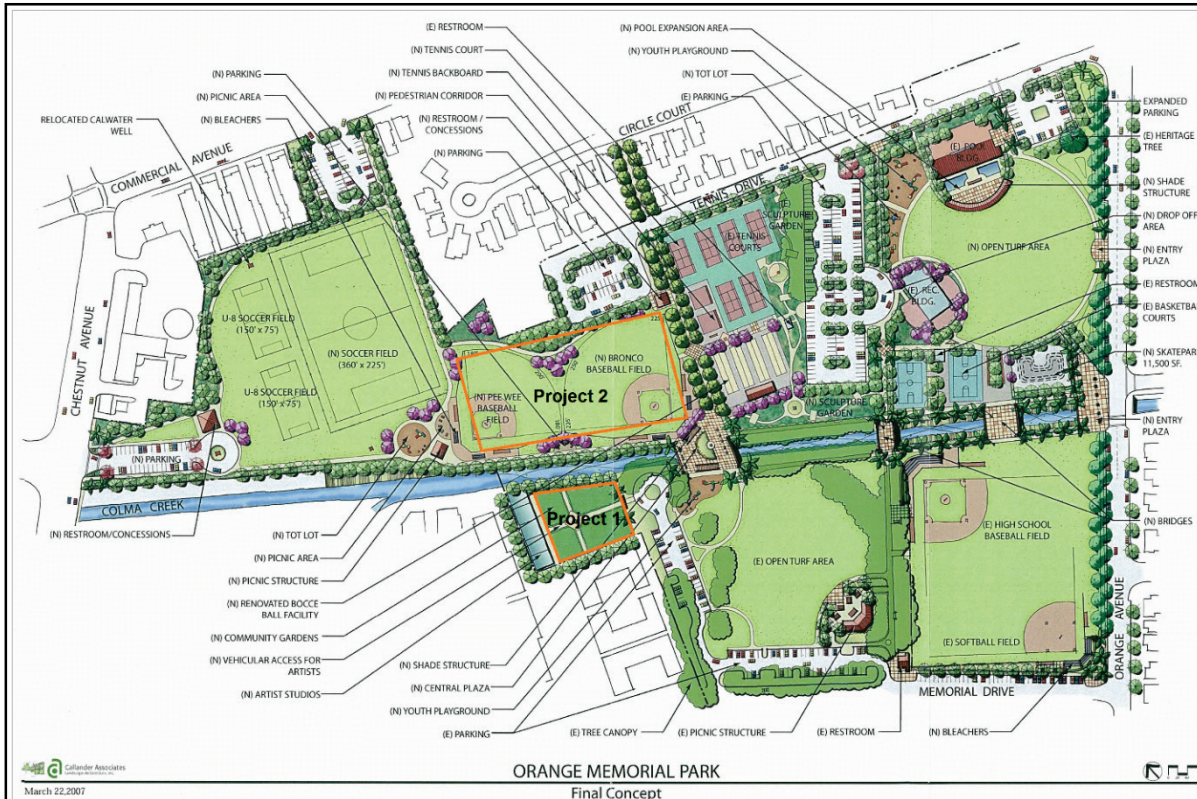 (E) RESTROOM
(N) TENNIS COURT
(N) TENNIS BACKBOARD
(N) PEDESTRIAN CORRIDOR
(N) RESTROOM /
CONCESSIONS
(N) PARKING
(N) POOL EXPANSION AREA
(N) YOUTH PLAYGROUND
(N) TOT LOT
(E) PARKING
(N) PARKING
(N) PICNIC AREA
(N) BLEACHERS
RELOCATED CALWATER
WELL
EXPANDED
PARKING
(E) HERITAGE
TREE
(N) SHADE
STRUCTURE
(N) DROP OFF
AREA
(N) ENTRY
PLAZA
(E) RESTROOM
(E) BASKETBA
COURTS
(N) SKATEPAR
11,500 SF.
(N) ENTRY
PLAZA
(N) BRIDGES
COMMERCIAL AVENUE
CIRCLE COURT
TENNIS DRIVE
CHESTNUT AVENUE
(E) POOL
BLDG.
(E) SCULPTURE
GARDEN
(E) TENNIS
COURTS
(N) OPEN TURF AREA
(E) REC.
BLDG.
U-8 SOCCER FIELD
(150' x 75')
(N) SOCCER FIELD
(360' x 225')
U-8 SOCCER FIELD
(150' x 75')
(N) BRONCO
BASEBALL FIELD
Project 2
(N) PEE WEE
BASEBALL
FIELD
(N) SCULPTURE
GARDEN
(N) PARKING
COLMA CREEK
Project 1
(E) HIGH SCHOOL
BASEBALL FIELD
(E) OPEN TURF AREA
(E) SOFTBALL FIELD
ORANGE AVENUE
MEMORIAL DRIVE
(N) RESTROOM/CONCESSIONS
(N) TOT LOT
(N) PICNIC AREA
(N) PICNIC STRUCTURE
(N) RENOVATED BOCCE
BALL FACILITY
(N) COMMUNITY GARDENS
(N) VEHICULAR ACCESS FOR
ARTISTS
(N) ARTIST STUDIOS
(N) SHADE STRUCTURE
(N) CENTRAL PLAZA
(N) YOUTH PLAYGROUND
(E) PARKING
(E) TREE CANOPY
(E) PICNIC STRUCTURE
(E) RESTROOM
(N) BLEACHERS
Callander Associates
ORANGE MEMORIAL PARK
March 22,2007
Final Concept